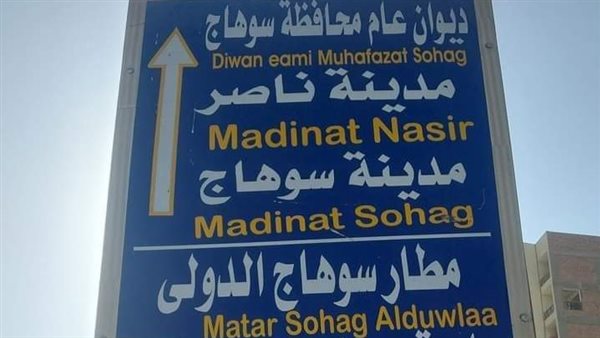 ديوان عام محافظة سوهاج
Diwan eami Muhafazat Sohag
مدينة ناصر
Madinat Nasir
مدينة سوهاج
Madinat Sohag
مطار سوهاج الدولى
Matar Sohag Alduwlaa